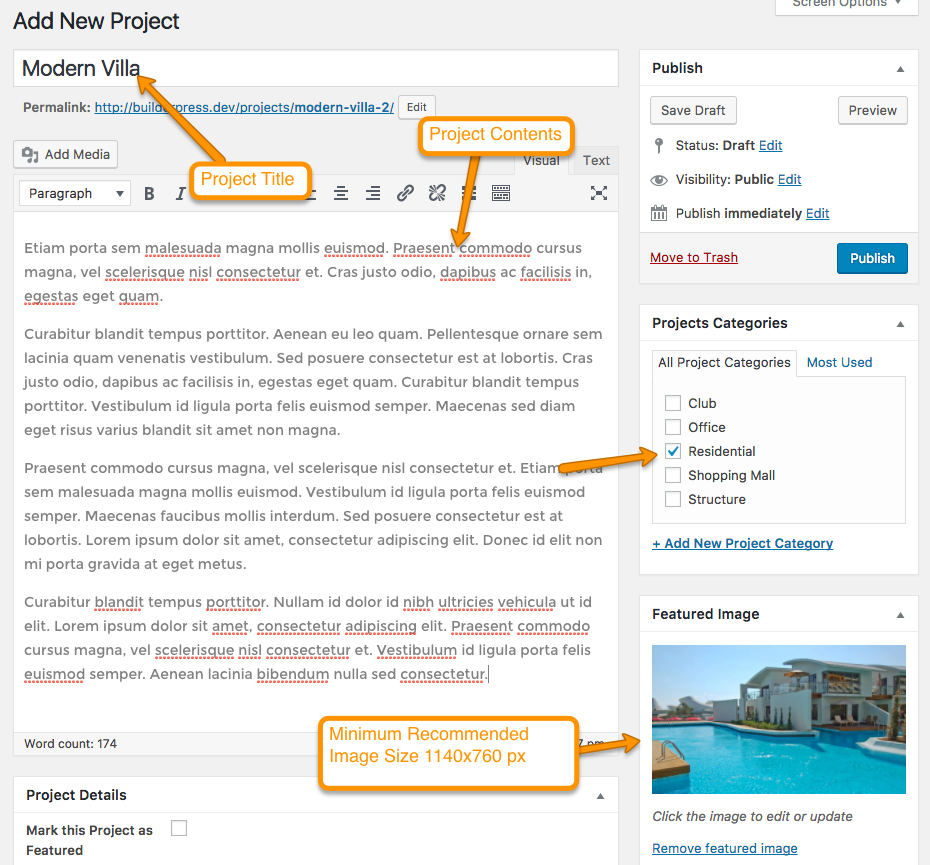 Screen Options
Add New Project
Modern Villa
Permalink: http://builderpress.dev/projects/modern-villa-2/ Edit
Project Contents
Add Media
Visual Text
Project Title
Paragraph B I
Etiam porta sem malesuada magna mollis euismod. Praesent commodo cursus
magna, vel scelerisque nisl consectetur et. Cras justo odio, dapibus ac facilisis in,
egestas eget quam.
Curabitur blandit tempus porttitor. Aenean eu leo quam. Pellentesque ornare sem
lacinia quam venenatis vestibulum. Sed posuere consectetur est at lobortis. Cras
justo odio, dapibus ac facilisis in, egestas eget quam. Curabitur blandit tempus
porttitor. Vestibulum id ligula porta felis euismod semper. Maecenas sed diam
eget risus varius blandit sit amet non magna.
Praesent commodo cursus magna, vel scelerisque nisl consectetur et. Etiam porta
sem malesuada magna mollis euismod. Vestibulum id ligula porta felis euismod
semper. Maecenas faucibus mollis interdum. Sed posuere consectetur est at
lobortis. Lorem ipsum dolor sit amet, consectetur adipiscing elit. Donec id elit non
mi porta gravida at eget metus.
Curabitur blandit tempus porttitor. Nullam id dolor id nibh ultricies vehicula ut id
elit. Lorem ipsum dolor sit amet, consectetur adipiscing elit. Praesent commodo
cursus magna, vel scelerisque nisl consectetur et. Vestibulum id ligula porta felis
euismod semper. Aenean lacinia bibendum nulla sed consectetur.
Word count: 174
Minimum Recommended
Image Size 1140x760 px
Project Details
Mark this Project as
Featured
Publish
Save Draft Preview
Status: Draft Edit
Visibility: Public Edit
Publish immediately Edit
Move to Trash Publish
Projects Categories
All Project Categories Most Used
Club
Office
Residential
Shopping Mall
Structure
+ Add New Project Category
Featured Image
Click the image to edit or update
Remove featured image